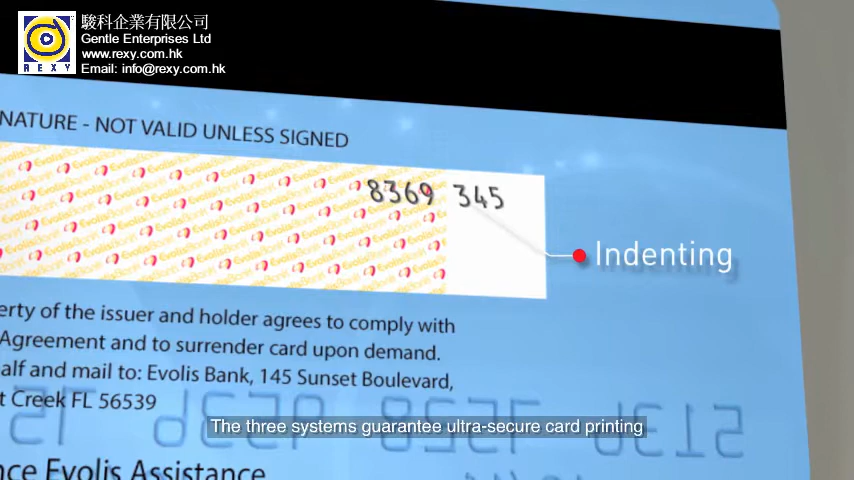 駿科企業有限公司
Gentle Enterprises Ltd
www.rexy.com.hk
Email: info@rexy.com.hk
REXY
NATURE - NOT VALID UNLESS SIGNED
8369 345
Indenting
erty of the issuer and holder agrees to comply with
Agreement and to surrender card upon demand.
alf and mail to: Evolis Bank, 145 Sunset Boulevard,
t Creek FL 56539
The three systems guarantee ultra-secure card printing
nce Evolis Assistance